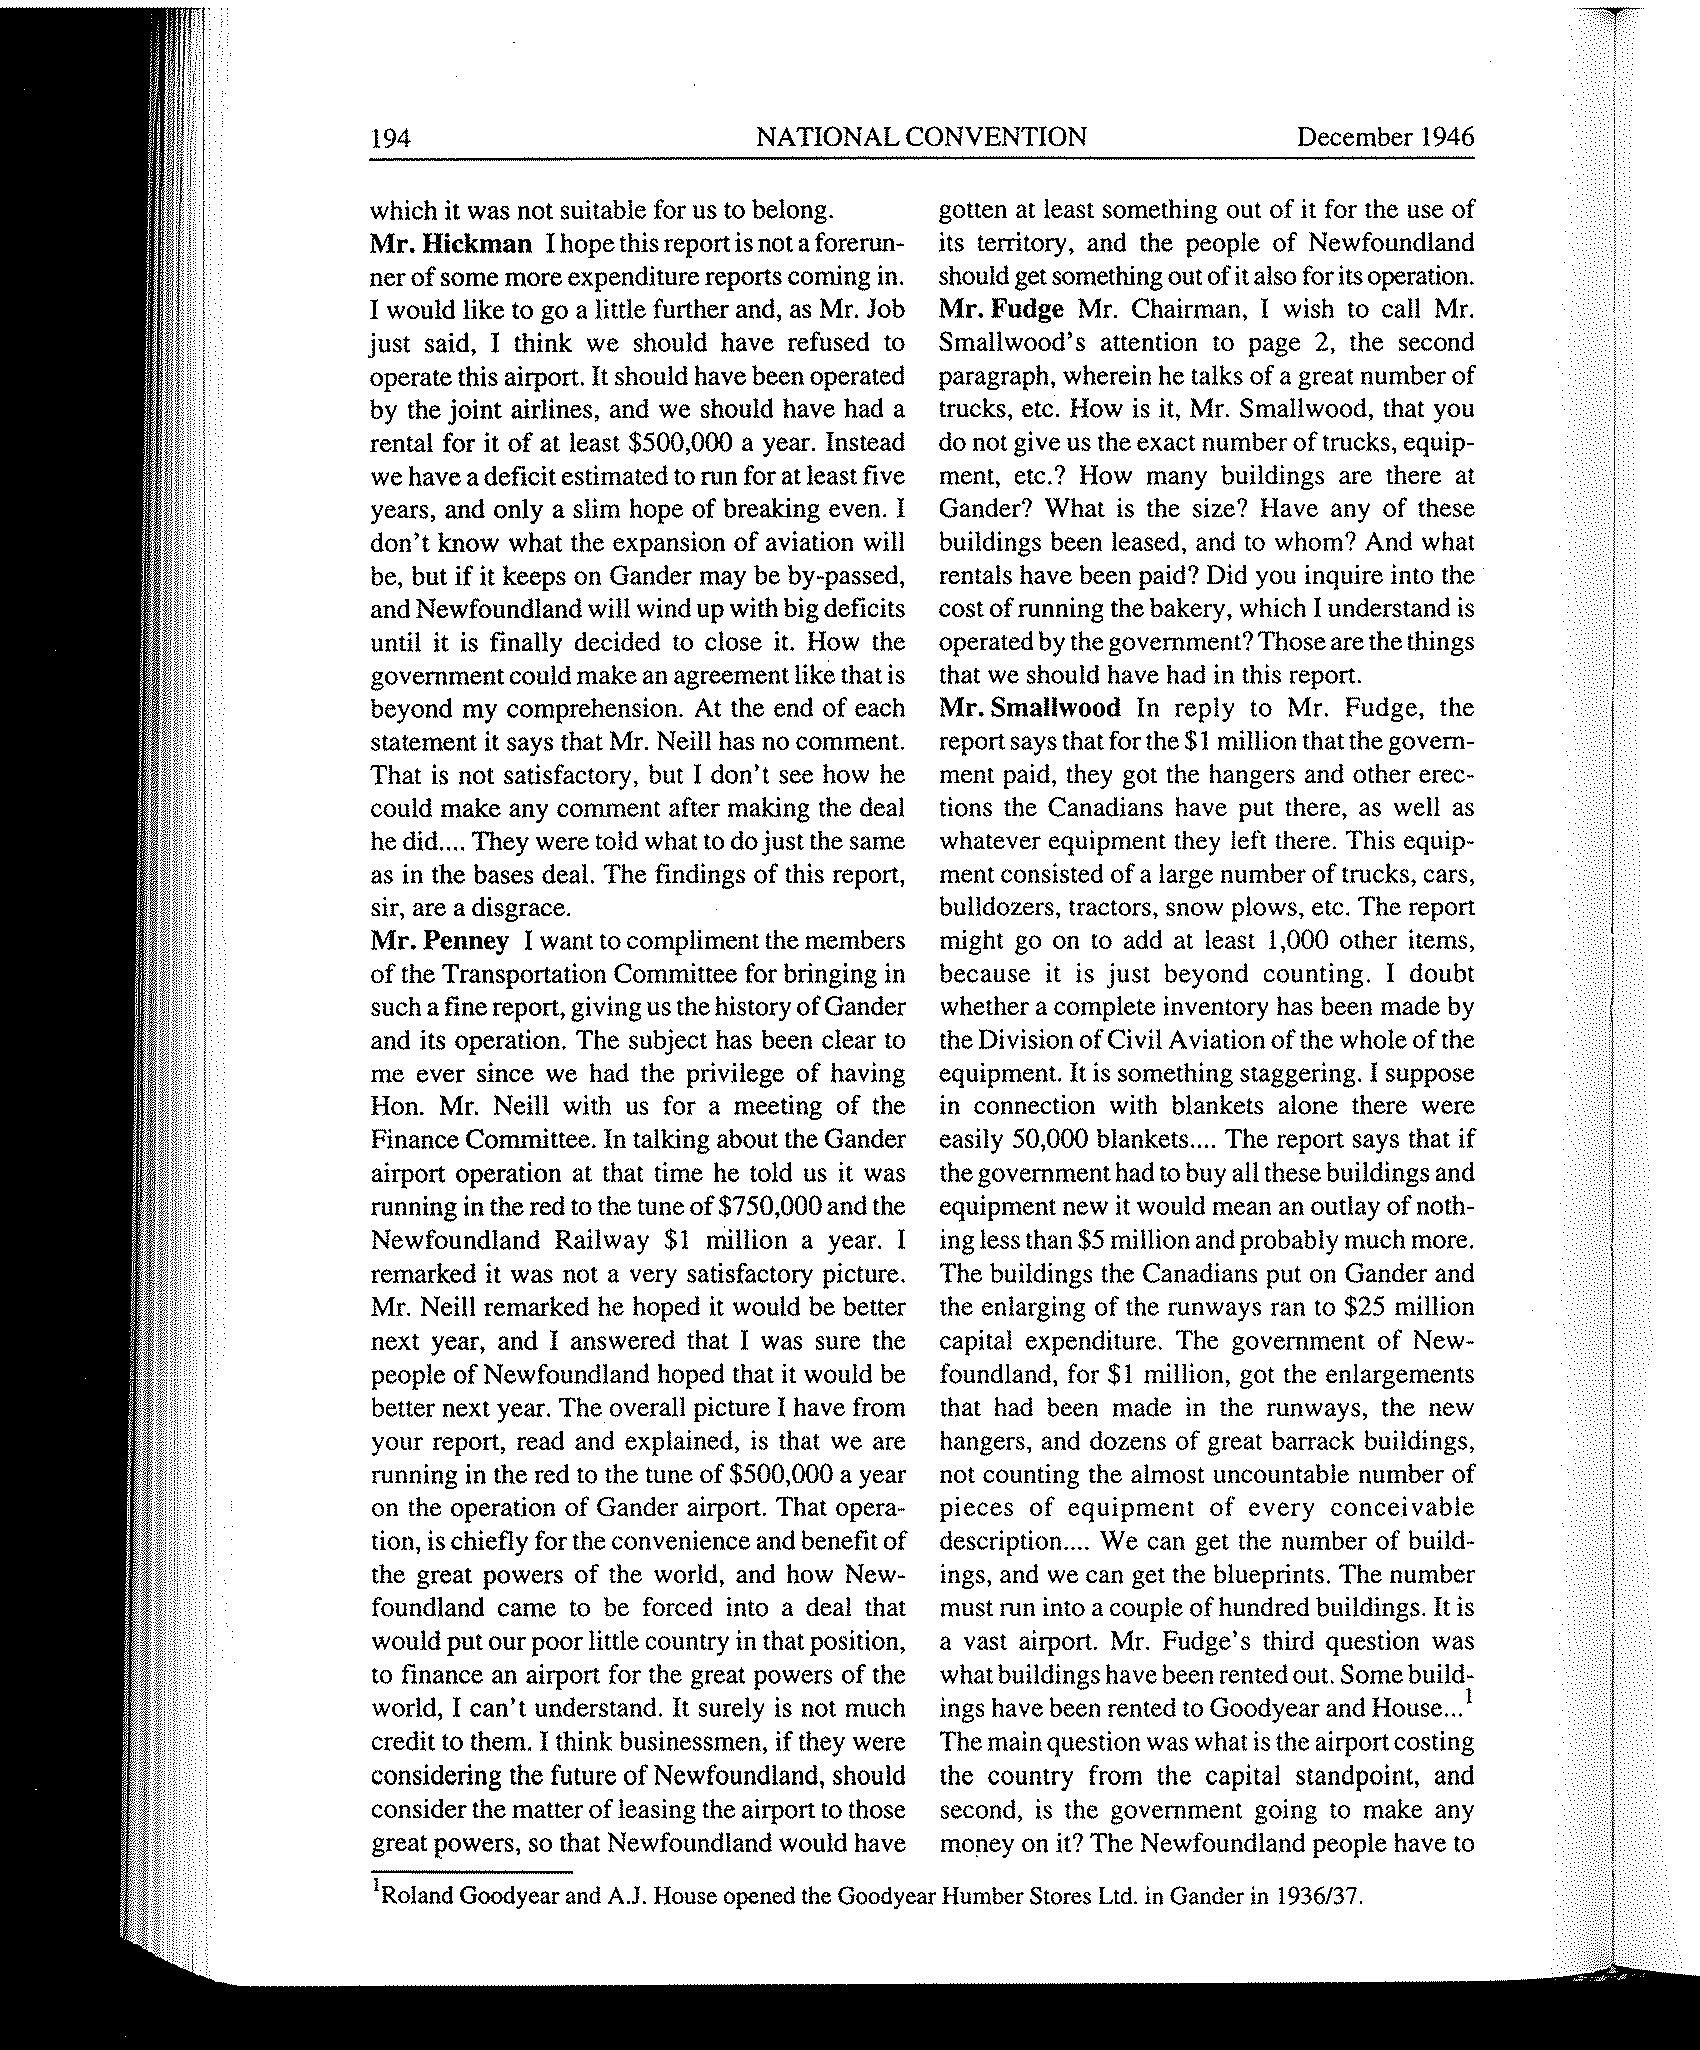 194 NATIONAL CONVENTION December 1946
which it was not suitable for us to belong.
Mr. Hickman I hope this report is not a forerun-
ner of some more expenditure reports coming in.
I would like to go a little further and, as Mr. Job
just said, I think we should have refused to
operate this airport. It should have been operated
by the joint airlines, and we should have had a
rental for it of at least $500,000 a year. Instead
we have a deficit estimated to run for at least five
years, and only a slim hope of breaking even. I
don't know what the expansion of aviation will
be, but if it keeps on Gander may be by-passed,
and Newfoundland will wind up with big deficits
until it is finally decided to close it. How the
government could make an agreement like that is
beyond my comprehension. At the end of each
statement it says that Mr. Neill has no comment.
That is not satisfactory, but I don't see how he
could make any comment after making the deal
he did.... They were told what to do just the same
as in the bases deal. The findings of this report,
sir, are a disgrace.
Mr. Penney I want to compliment the members
of the Transportation Committee for bringing in
such a fine report, giving us the history of Gander
and its operation. The subject has been clear to
me ever since we had the privilege of having
Hon. Mr. Neill with us for a meeting of the
Finance Committee. In talking about the Gander
airport operation at that time he told us it was
running in the red to the tune of $750,000 and the
Newfoundland Railway $1 million a year. I
remarked it was not a very satisfactory picture.
Mr. Neill remarked he hoped it would be better
next year, and I answered that I was sure the
people of Newfoundland hoped that it would be
better next year. The overall picture I have from
your report, read and explained, is that we are
running in the red to the tune of $500,000 a year
on the operation of Gander airport. That opera-
tion, is chiefly for the convenience and benefit of
the great powers of the world, and how New-
foundland came to be forced into a deal that
would put our poor little country in that position,
to finance an airport for the great powers of the
world, I can't understand. It surely is not much
credit to them. I think businessmen, if they were
considering the future of Newfoundland, should
consider the matter of leasing the airport to those
great powers, so that Newfoundland would have
gotten at least something out of it for the use of
its territory, and the people of Newfoundland
should get something out of it also for its operation.
Mr. Fudge Mr. Chairman, I wish to call Mr.
Smallwood's attention to page 2, the second
paragraph, wherein he talks of a great number of
trucks, etc. How is it, Mr. Smallwood, that you
do not give us the exact number of trucks, equip-
ment, etc.? How many buildings are there at
Gander? What is the size? Have any of these
buildings been leased, and to whom? And what
rentals have been paid? Did you inquire into the
cost of running the bakery, which I understand is
operated by the government? Those are the things
that we should have had in this report.
Mr. Smallwood In reply to Mr. Fudge, the
report says that for the $1 million that the govern-
ment paid, they got the hangers and other erec-
tions the Canadians have put there, as well as
whatever equipment they left there. This equip-
ment consisted of a large number of trucks, cars,
bulldozers, tractors, snow plows, etc. The report
might go on to add at least 1,000 other items,
because it is just beyond counting. I doubt
whether a complete inventory has been made by
the Division of Civil Aviation of the whole of the
equipment. It is something staggering. I suppose
in connection with blankets alone there were
easily 50,000 blankets.... The report says that if
the government had to buy all these buildings and
equipment new it would mean an outlay of noth-
ing less than $5 million and probably much more.
The buildings the Canadians put on Gander and
the enlarging of the runways ran to $25 million
capital expenditure. The government of New-
foundland, for $1 million, got the enlargements
that had been made in the runways, the new
hangers, and dozens of great barrack buildings,
not counting the almost uncountable number of
pieces of equipment of every conceivable
description.... We can get the number of build-
ings, and we can get the blueprints. The number
must run into a couple of hundred buildings. It is
a vast airport. Mr. Fudge's third question was
what buildings have been rented out. Some build-
ings have been rented to Goodyear and House...1
The main question was what is the airport costing
the country from the capital standpoint, and
second, is the government going to make any
money on it? The Newfoundland people have to
1Roland Goodyear and A.J. House opened the Goodyear Humber Stores Ltd. in Gander in 1936/37.